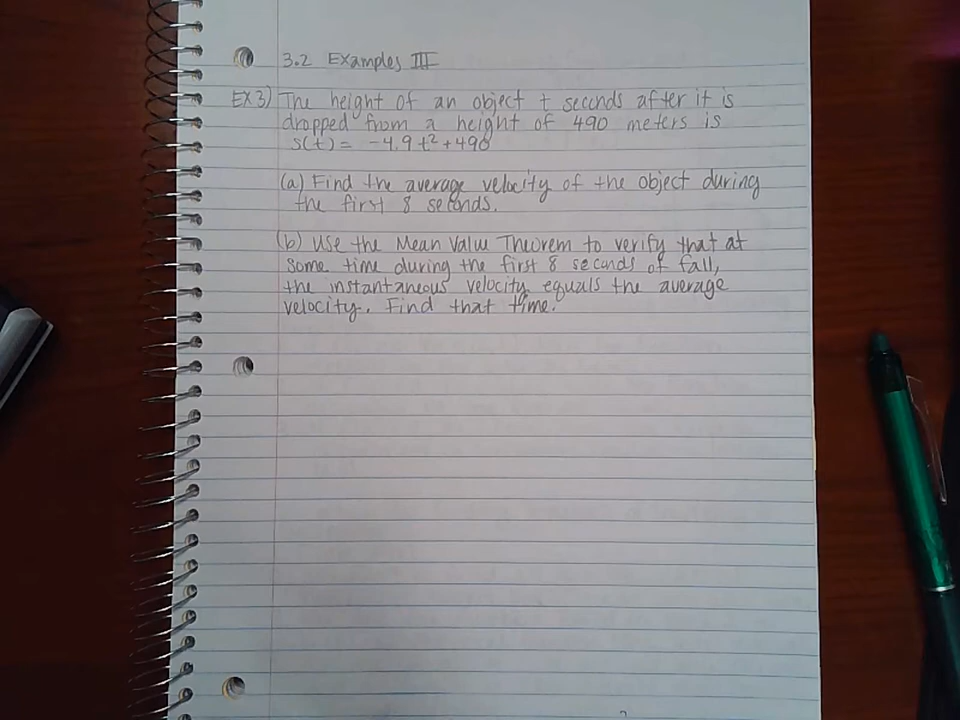 3.2 Examples III
EX 3) The height of an object t seconds after it is
dropped from a height of 490 meters is
s(t) = -4.9t² + 490
(a) Find the average velocity of the object during
the first 8 seconds.
(b) Use the Mean Value Theorem to verify that at
some time during the first 8 seconds of fall,
the instantaneous velocity equals the average
velocity. Find that time.